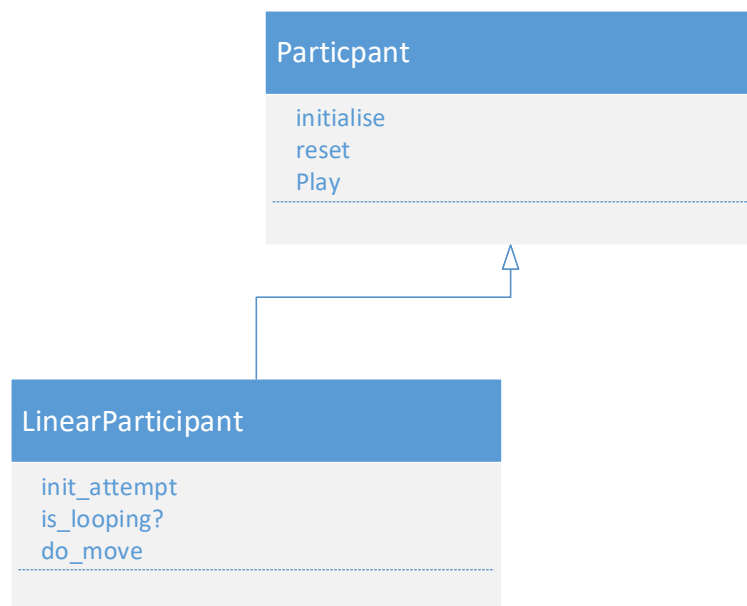 Particpant
initialise
reset
Play
LinearParticipant
init_attempt
is_looping?
do_move